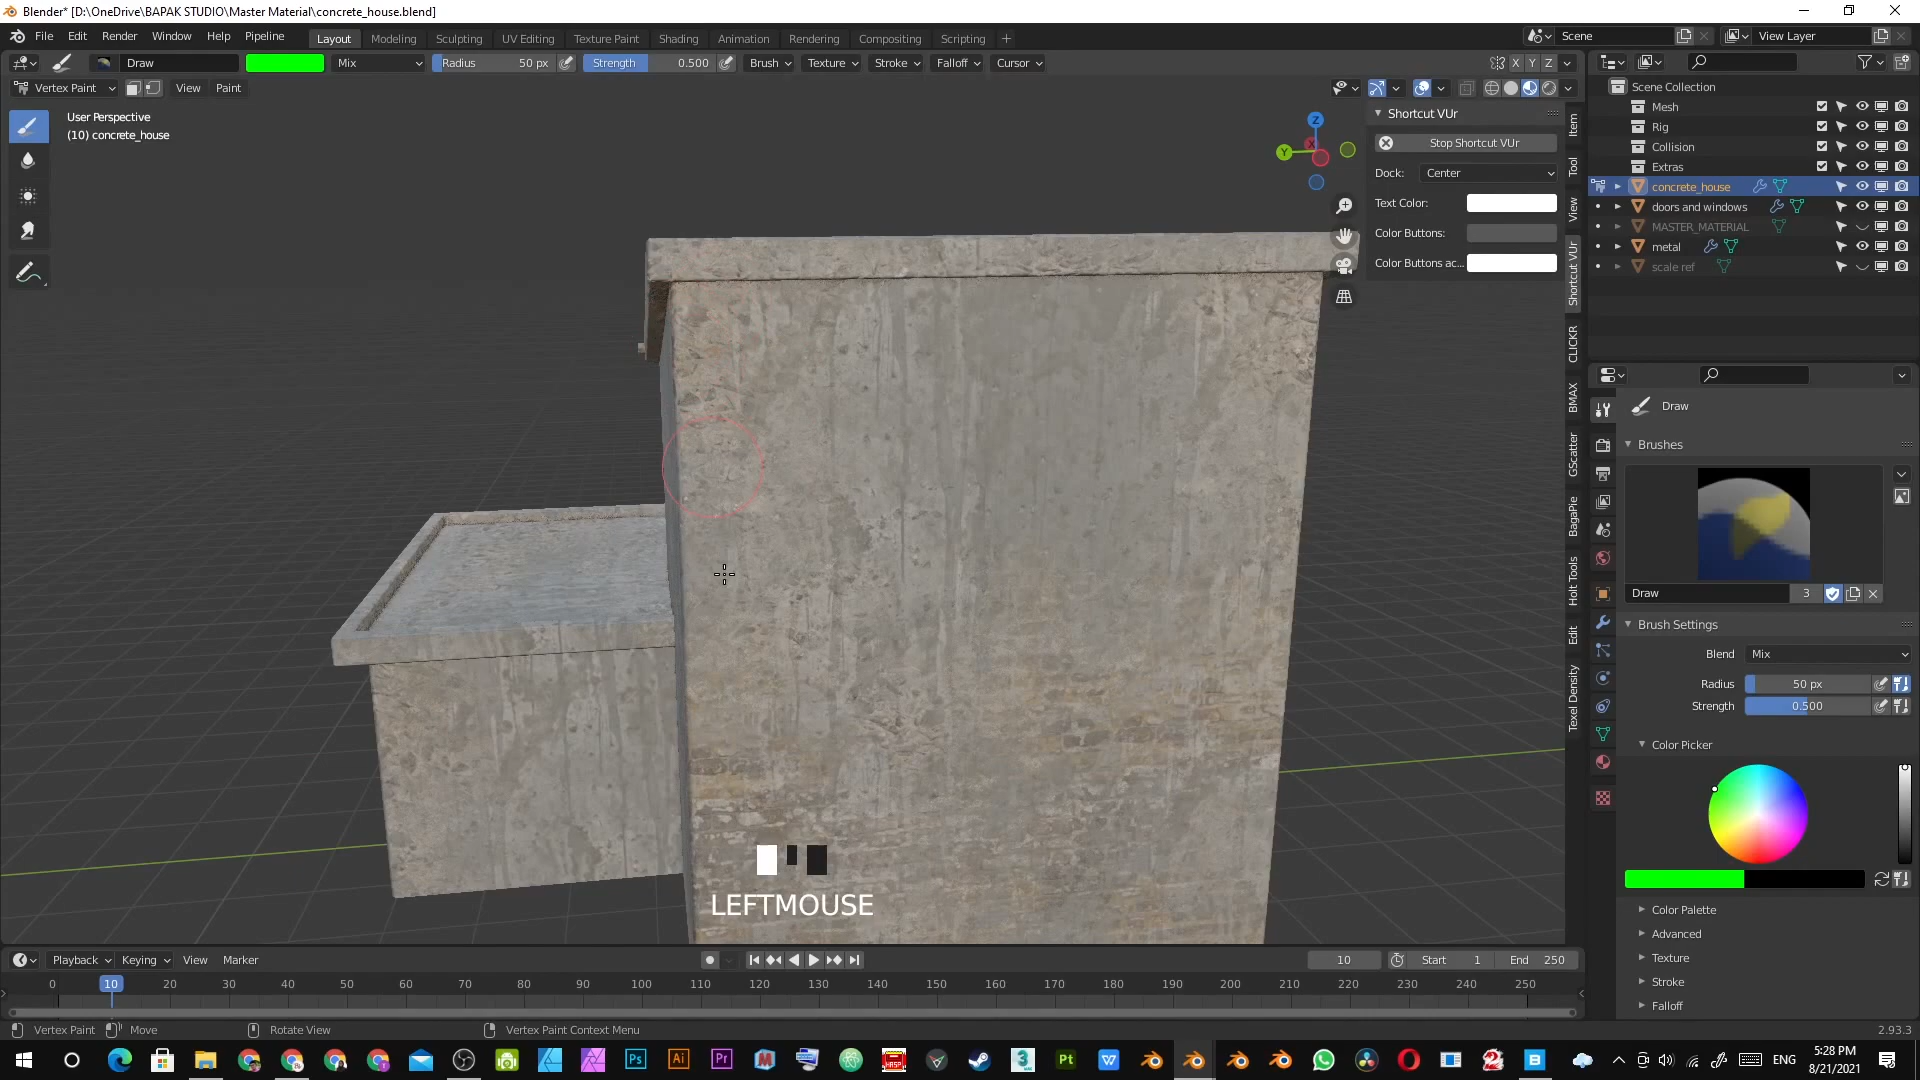 Blender* [D:\OneDrive\BAPAK STUDIO\Master Material\concrete_house.blend]
File Edit Render Window Help Pipeline Layout Modeling Sculpting UV Editing Texture Paint Shading Animation Rendering Compositing Scripting + Scene View Layer
Draw Mix Radius 50 px Strength 0.500 Brush Texture Stroke Falloff Cursor X Y Z
Vertex Paint View Paint
User Perspective
(10) concrete_house
Shortcut VUr
Stop Shortcut VUr
Dock: Center
Text Color:
Color Buttons:
Color Buttons ac...
Z
Y
X
Item
Tool
View
Shortcut VUr
CLICKR
BMAX
GScatter
BagaPie
Holt Tools
Edit
Texel Density
Scene Collection
Mesh
Rig
Collision
Extras
concrete_house
doors and windows
MASTER_MATERIAL
metal
scale ref
Draw
Brushes
Draw 3
Brush Settings
Blend Mix
Radius 50 px
Strength 0.500
Color Picker
Color Palette
Advanced
Texture
Stroke
Falloff
LEFTMOUSE
Playback Keying View Marker 10 Start 1 End 250
0 10 20 30 40 50 60 70 80 90 100 110 120 130 140 150 160 170 180 190 200 210 220 230 240 250
Vertex Paint Move Rotate View Vertex Paint Context Menu 2.93.3
Ps Ai Pr M 3 Pt W 2 B ENG
5:28 PM
8/21/2021